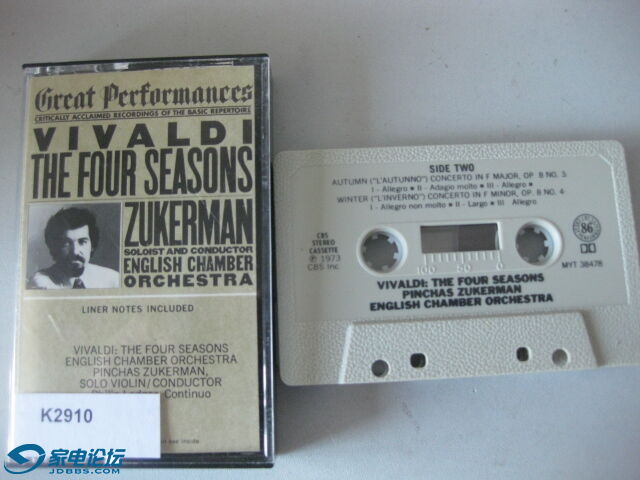 Great Performances
CRITICALLY ACCLAIMED RECORDINGS OF THE BASIC REPERTOIRE
VIVALDI
THE FOUR SEASONS
ZUKERMAN
SOLOIST AND CONDUCTOR
ENGLISH CHAMBER
ORCHESTRA
LINER NOTES INCLUDED
VIVALDI: THE FOUR SEASONS
ENGLISH CHAMBER ORCHESTRA
PINCHAS ZUKERMAN,
SOLO VIOLIN/CONDUCTOR
Continuo
K2910
see inside
家电论坛
JDBBS.COM
SIDE TWO
AUTUMN ("L'AUTUNNO") CONCERTO IN F MAJOR, OP. 8 NO. 3:
I - Allegro ■ II - Adagio molto ■ III - Allegro ■
WINTER ("L'INVERNO") CONCERTO IN F MINOR, OP. 8 NO. 4:
I - Allegro non molto ■ II - Largo ■ III Allegro
CBS
STEREO
CASSETTE
℗ 1973
CBS Inc.
86
MYT 38478
100 50 0
VIVALDI: THE FOUR SEASONS
PINCHAS ZUKERMAN
ENGLISH CHAMBER ORCHESTRA